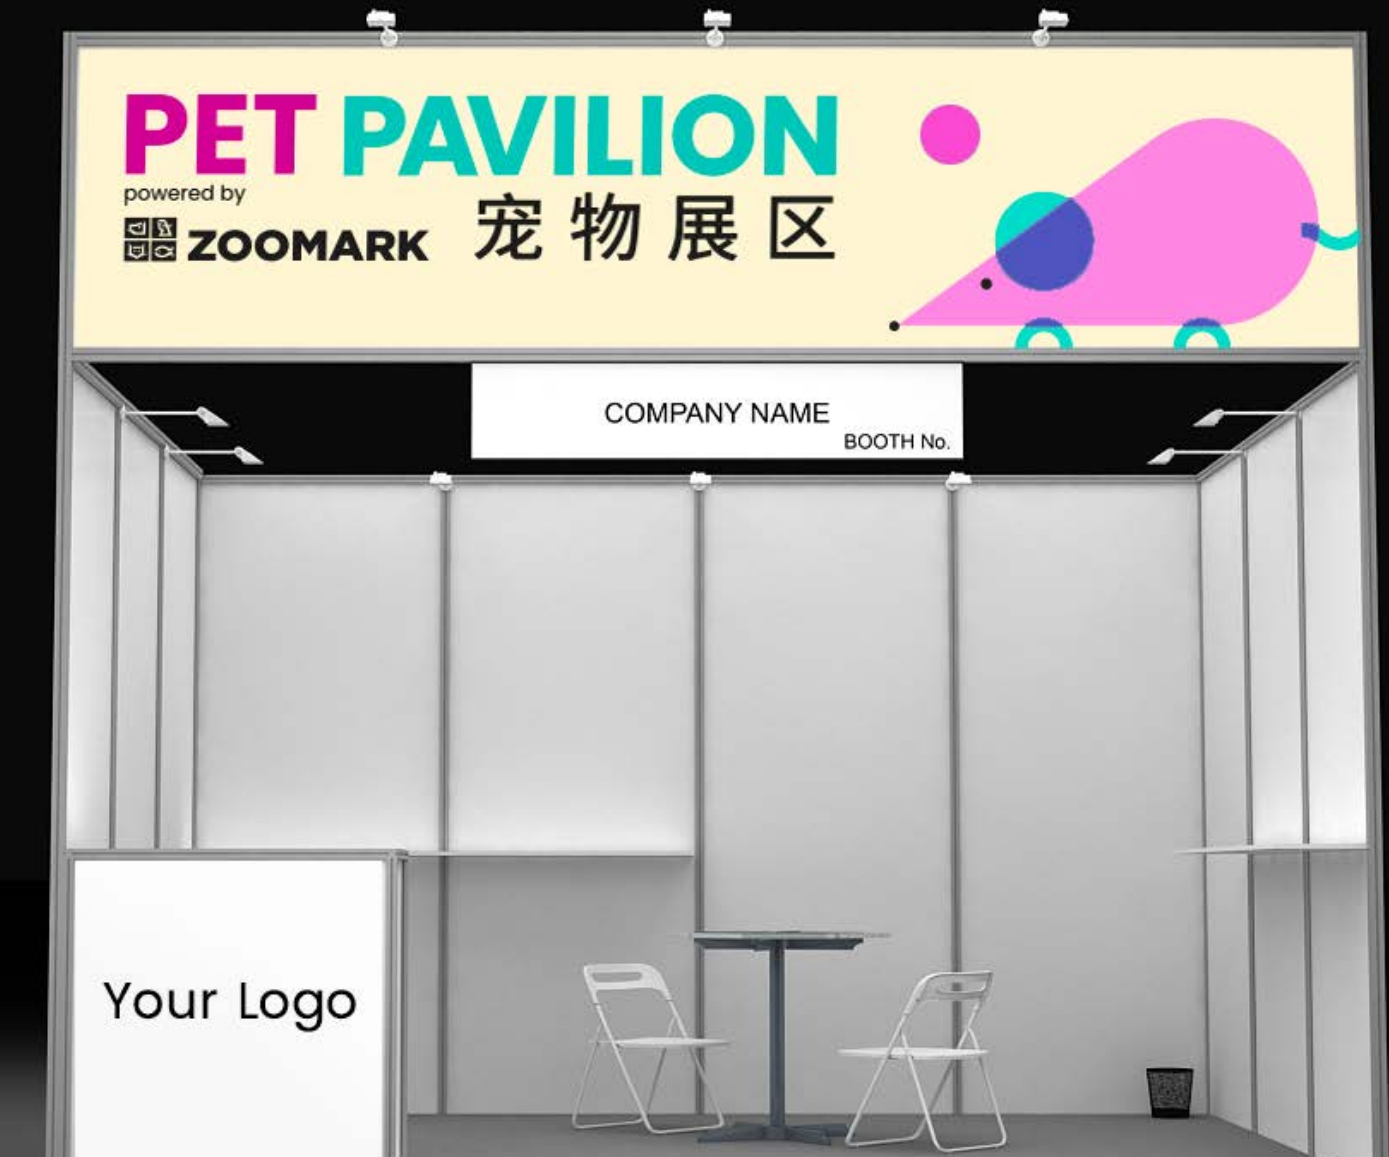 PET PAVILION
powered by
ZOOMARK
宠物展区
COMPANY NAME
BOOTH No.
Your Logo